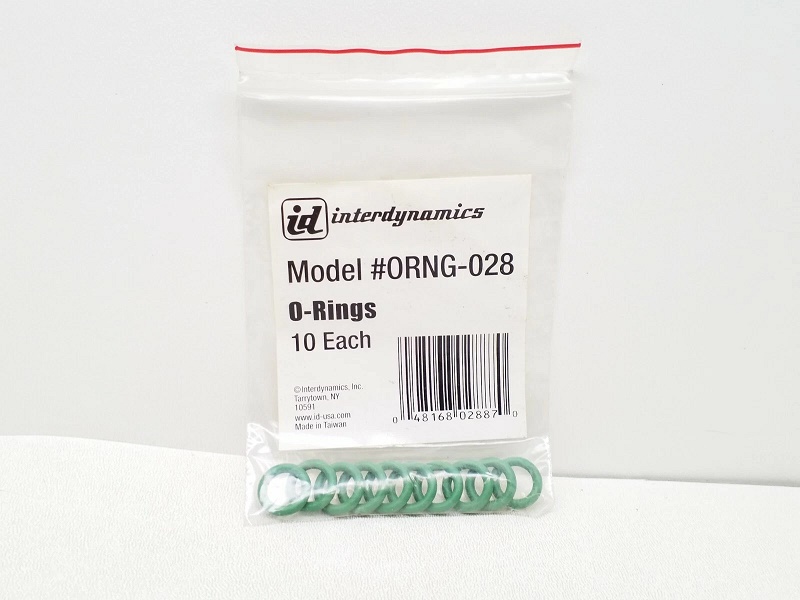 id interdynamics
Model #ORNG-028
O-Rings
10 Each
©Interdynamics, Inc.
Tarrytown, NY
10591
www.id-usa.com
Made in Taiwan
0 48168 02887 0